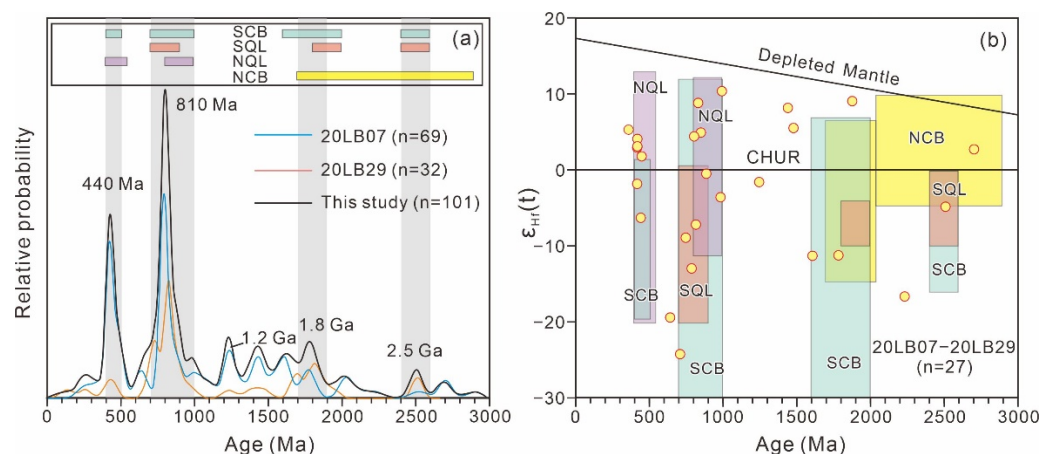 (a)
SCB
SQL
NQL
NCB
810 Ma
440 Ma
20LB07 (n=69)
20LB29 (n=32)
This study (n=101)
1.2 Ga
1.8 Ga
2.5 Ga
Relative probability
0 500 1000 1500 2000 2500 3000
Age (Ma)
(b)
20
10
0
−10
−20
−30
εHf(t)
Depleted Mantle
NQL
NQL
NCB
CHUR
SCB
SQL
SQL
SCB
SCB
SCB
20LB07−20LB29
(n=27)
0 500 1000 1500 2000 2500 3000
Age (Ma)